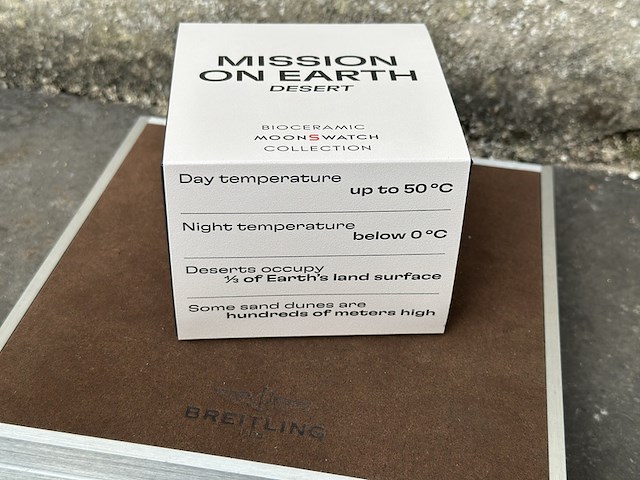 MISSION
ON EARTH
DESERT
BIOCERAMIC
MOONSWATCH
COLLECTION
Day temperature
up to 50 °C
Night temperature
below 0 °C
Deserts occupy
⅓ of Earth's land surface
Some sand dunes are
hundreds of meters high
BREITLING